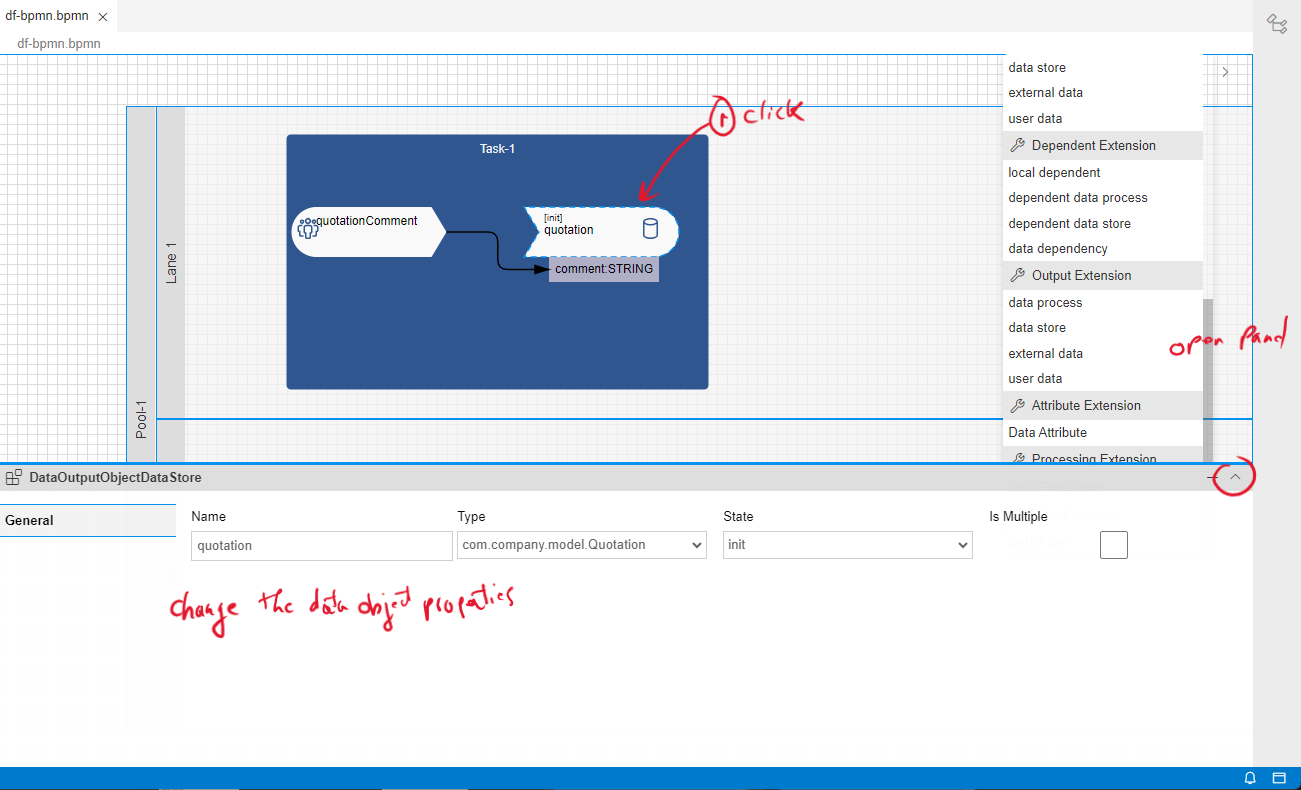 df-bpmn.bpmn
df-bpmn.bpmn
data store
external data
user data
Dependent Extension
local dependent
dependent data process
dependent data store
data dependency
Output Extension
data process
data store
external data
user data
Attribute Extension
Data Attribute
Processing Extension
1 click
Task-1
quotationComment
[init]
quotation
comment:STRING
Lane 1
Pool-1
open panel
DataOutputObjectDataStore
General
Name
Type
State
Is Multiple
quotation
com.company.model.Quotation
init
change the data object properties